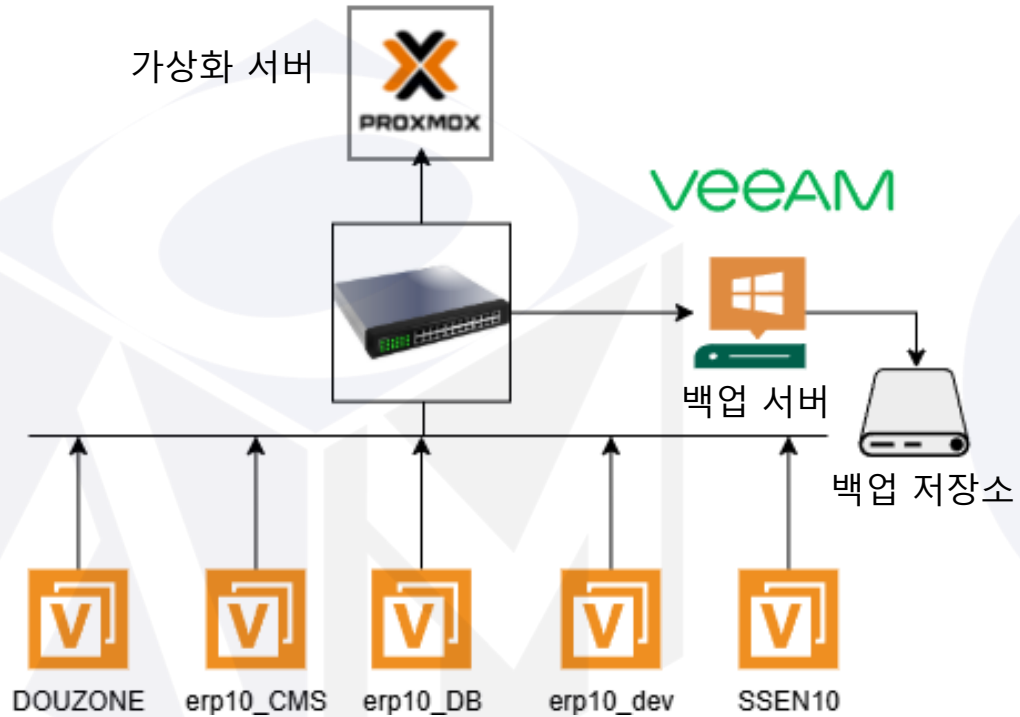 가상화 서버
PROXMOX
veeam
백업 서버
백업 저장소
DOUZONE
erp10_CMS
erp10_DB
erp10_dev
SSEN10